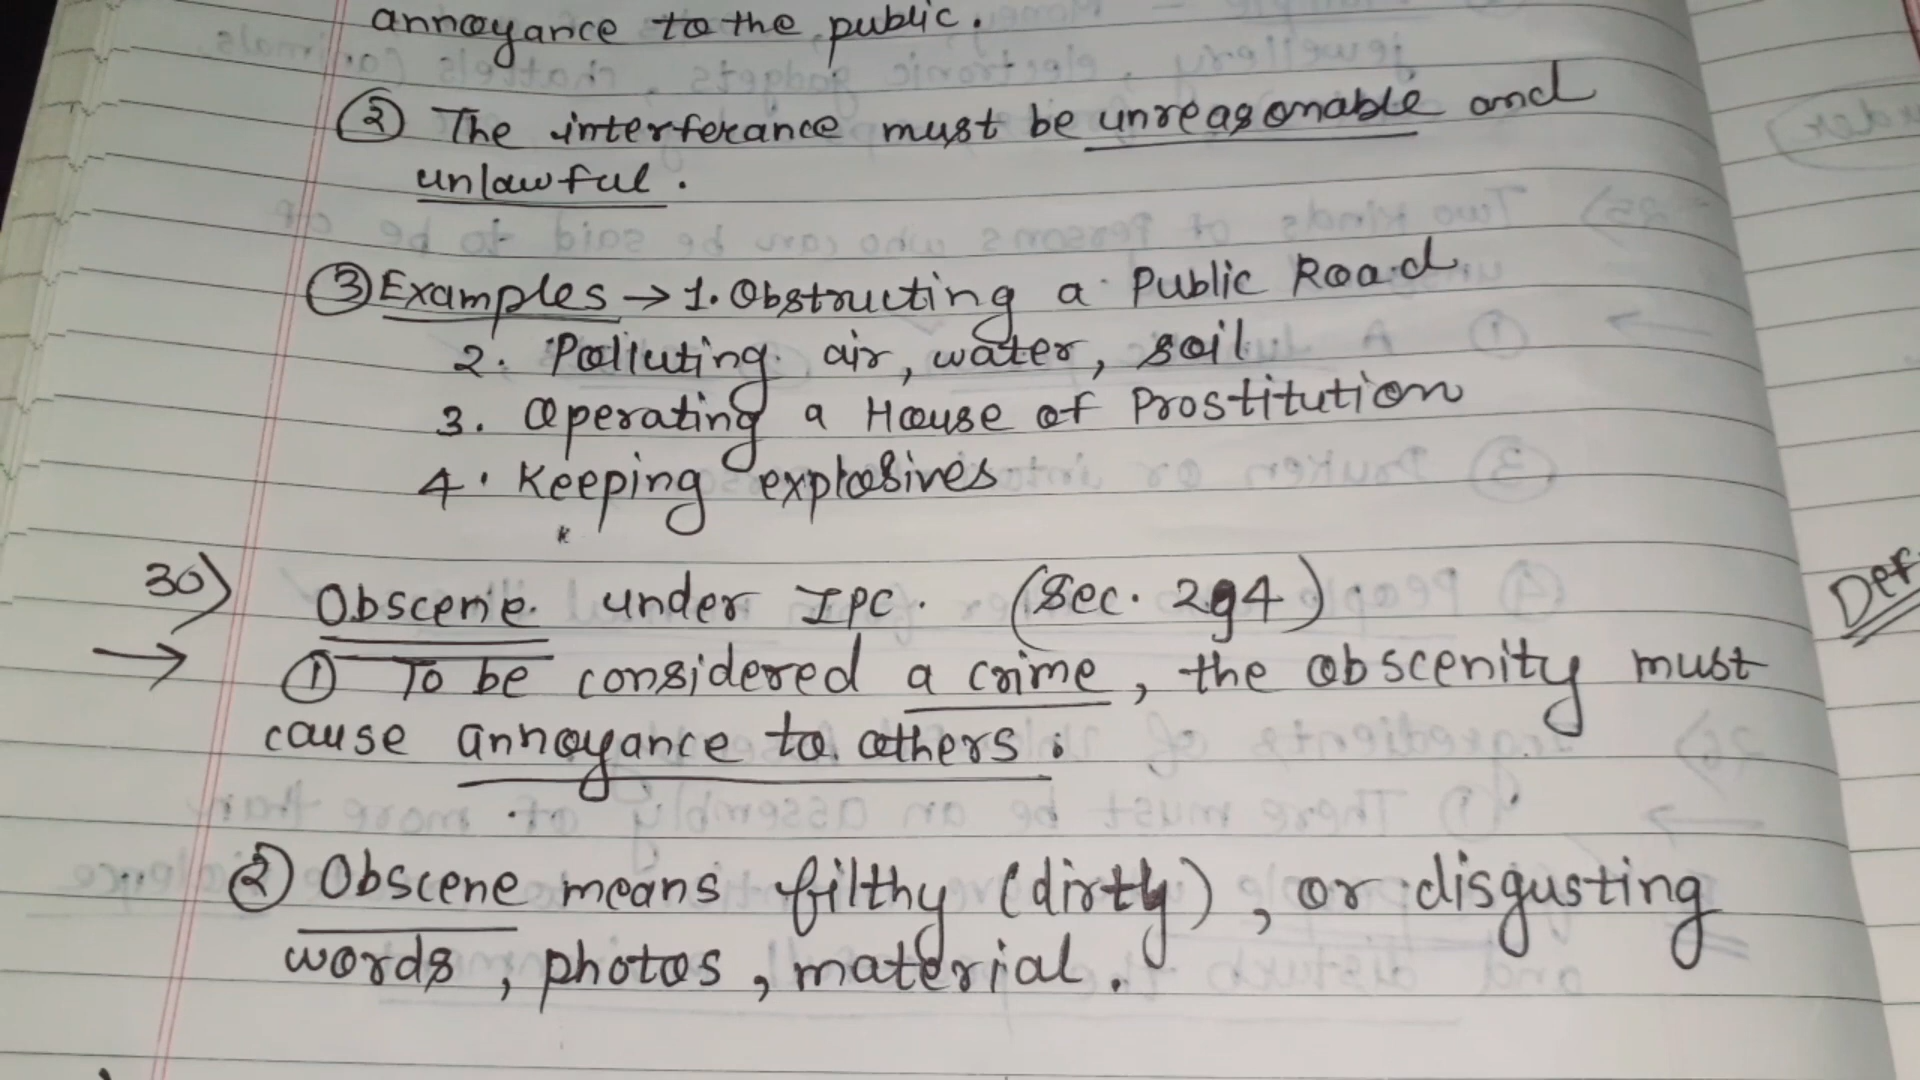 annoyance to the public.
② The interferance must be unreasonable and
unlawful.
③ Examples → 1. Obstructing a Public Road
2. Polluting air, water, soil
3. Operating a House of Prostitution
4. Keeping explosives
30) Obscene under IPC. (Sec. 294)
→ ① To be considered a crime, the obscenity must
cause annoyance to others.
② Obscene means filthy (dirty), or disgusting
words, photos, material.
Def